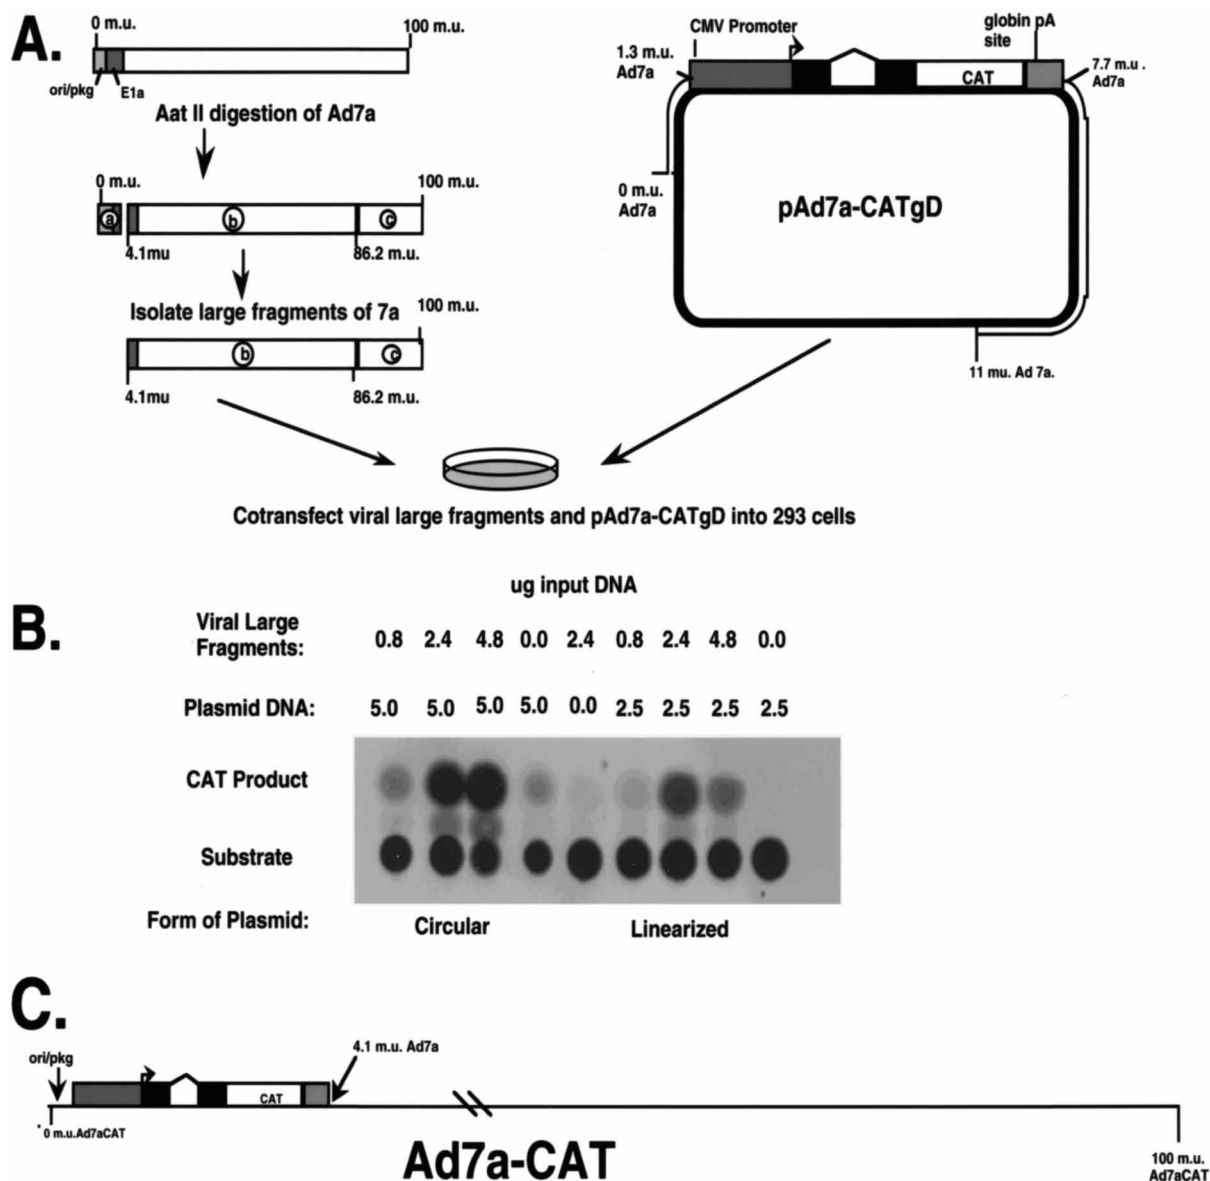 A.
0 m.u.
100 m.u.
ori/pkg
E1a
Aat II digestion of Ad7a
0 m.u.
100 m.u.
a
b
c
4.1mu
86.2 m.u.
Isolate large fragments of 7a
100 m.u.
b
c
4.1mu
86.2 m.u.
CMV Promoter
globin pA
site
1.3 m.u.
Ad7a
7.7 m.u .
Ad7a
CAT
0 m.u.
Ad7a
pAd7a-CATgD
11 mu. Ad 7a.
Cotransfect viral large fragments and pAd7a-CATgD into 293 cells
B.
ug input DNA
Viral Large
Fragments:
0.8 2.4 4.8 0.0 2.4 0.8 2.4 4.8 0.0
Plasmid DNA: 5.0 5.0 5.0 5.0 0.0 2.5 2.5 2.5 2.5
CAT Product
Substrate
Form of Plasmid: Circular Linearized
C.
ori/pkg
4.1 m.u. Ad7a
CAT
0 m.u.Ad7aCAT
Ad7a-CAT
100 m.u.
Ad7aCAT